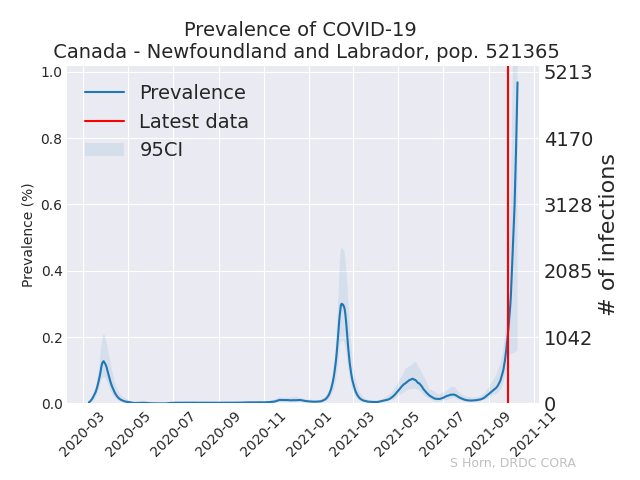 Prevalence of COVID-19
Canada - Newfoundland and Labrador, pop. 521365
Prevalence
Latest data
95CI
Prevalence (%)
1.0
0.8
0.6
0.4
0.2
0.0
5213
4170
3128
2085
1042
0
# of infections
2020-03
2020-05
2020-07
2020-09
2020-11
2021-01
2021-03
2021-05
2021-07
2021-09
2021-11
S Horn, DRDC CORA